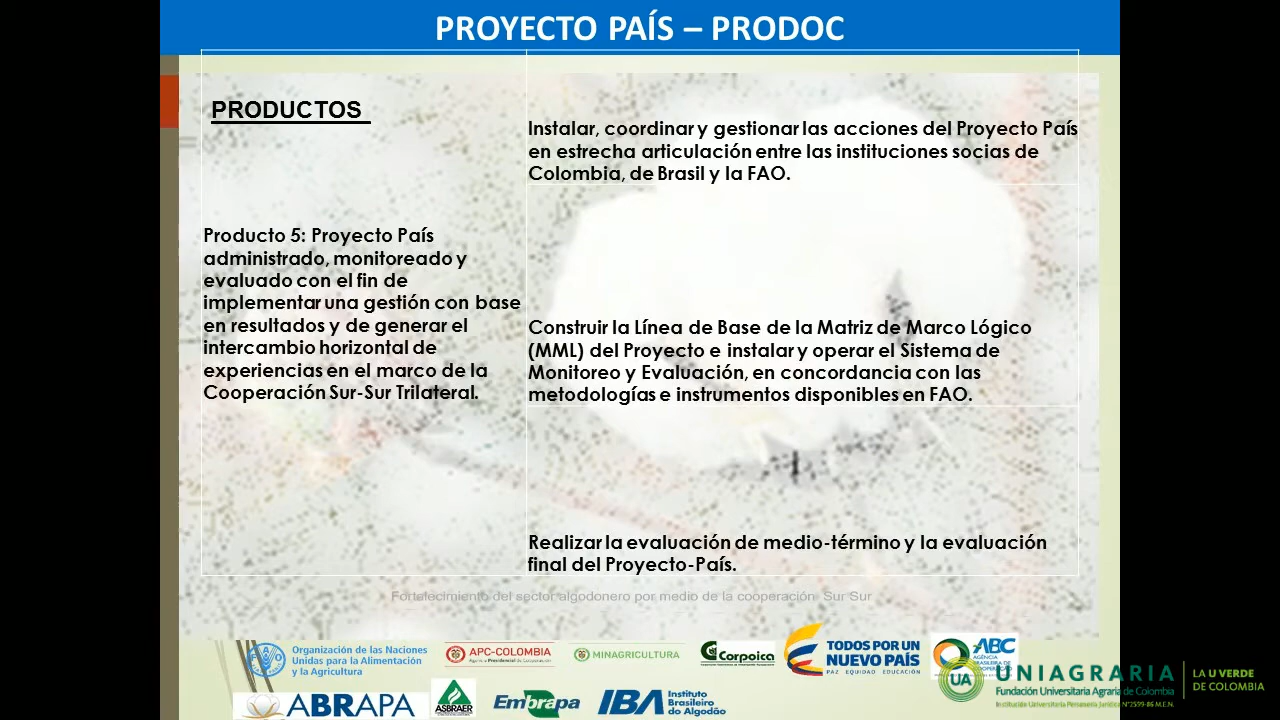 PROYECTO PAÍS – PRODOC
PRODUCTOS
Instalar, coordinar y gestionar las acciones del Proyecto País
en estrecha articulación entre las instituciones socias de
Colombia, de Brasil y la FAO.
Producto 5: Proyecto País
administrado, monitoreado y
evaluado con el fin de
implementar una gestión con base
en resultados y de generar el
intercambio horizontal de
experiencias en el marco de la
Cooperación Sur-Sur Trilateral.
Construir la Línea de Base de la Matriz de Marco Lógico
(MML) del Proyecto e instalar y operar el Sistema de
Monitoreo y Evaluación, en concordancia con las
metodologías e instrumentos disponibles en FAO.
Realizar la evaluación de medio-término y la evaluación
final del Proyecto-País.
Fortalecimiento del sector algodonero por medio de la cooperación Sur Sur
Organización de las Naciones
Unidas para la Alimentación
y la Agricultura
APC-COLOMBIA
MINAGRICULTURA
Corpoica
TODOS POR UN
NUEVO PAÍS
PAZ EQUIDAD EDUCACIÓN
ABC
AGÊNCIA
BRASILEIRA DE
ABRAPA
ASBRAER
Embrapa
IBA
Instituto
Brasileiro
do Algodão
UA
UNIAGRARIA
Fundación Universitaria Agraria de Colombia
LA U VERDE
DE COLOMBIA